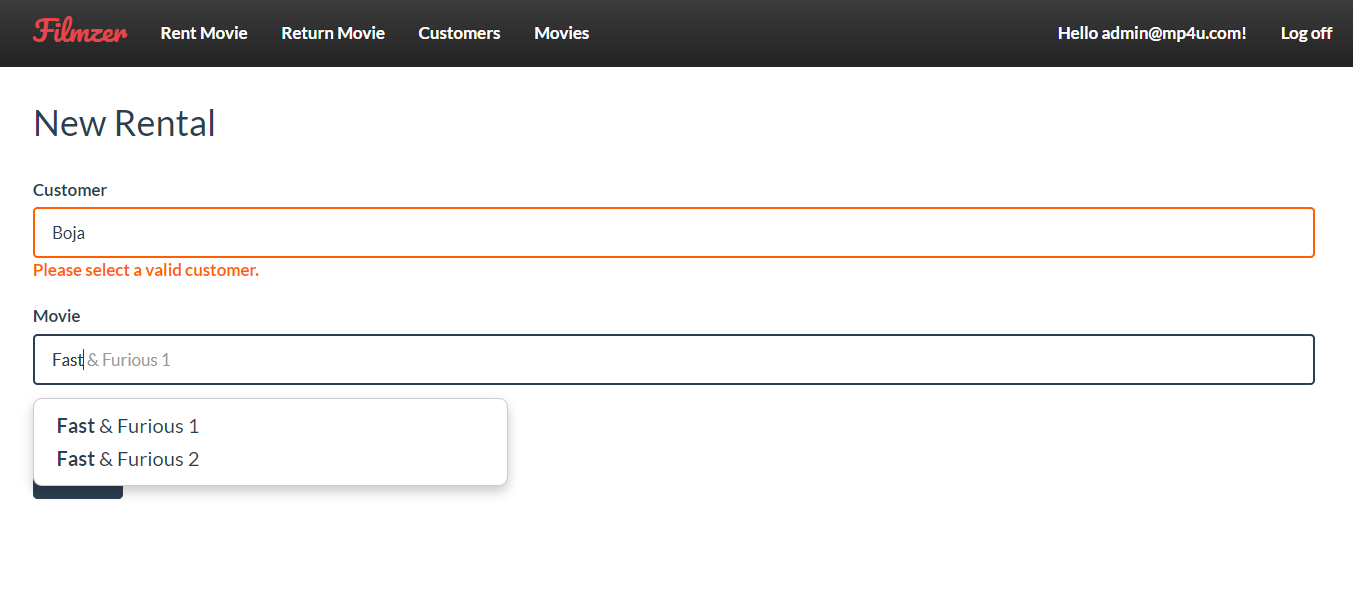 Filmzer Rent Movie Return Movie Customers Movies Hello admin@mp4u.com! Log off
New Rental
Customer
Boja
Please select a valid customer.
Movie
Fast & Furious 1
Fast & Furious 1
Fast & Furious 2